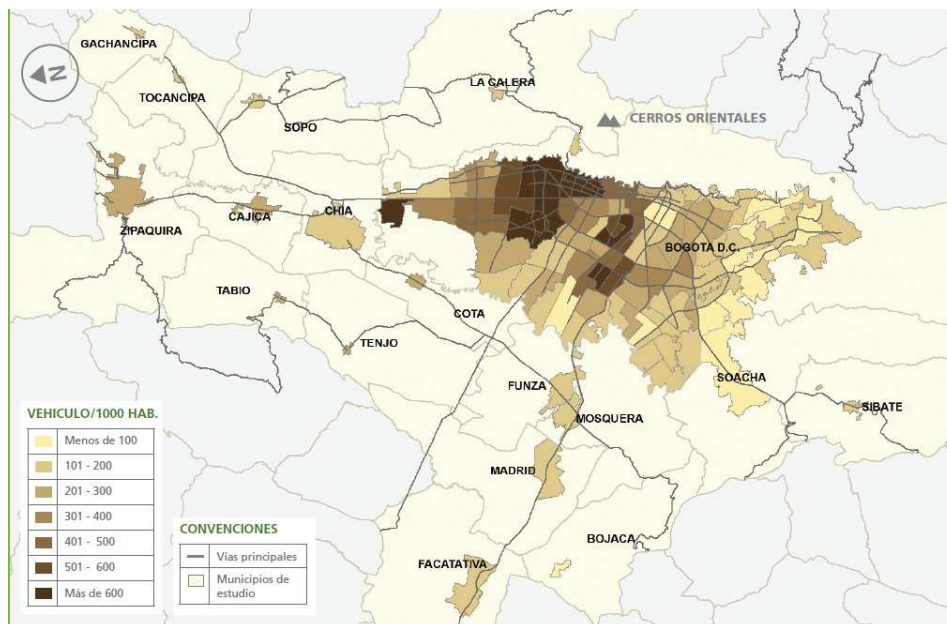 GACHANCIPA
N
TOCANCIPA
LA CALERA
SOPO
CERROS ORIENTALES
ZIPAQUIRA
CAJICA
CHIA
BOGOTA D.C.
TABIO
COTA
TENJO
FUNZA
SOACHA
MOSQUERA
SIBATE
MADRID
BOJACA
FACATATIVA
VEHICULO/1000 HAB.
Menos de 100
101 - 200
201 - 300
301 - 400
401 - 500
501 - 600
Más de 600
CONVENCIONES
Vías principales
Municipios de
estudio